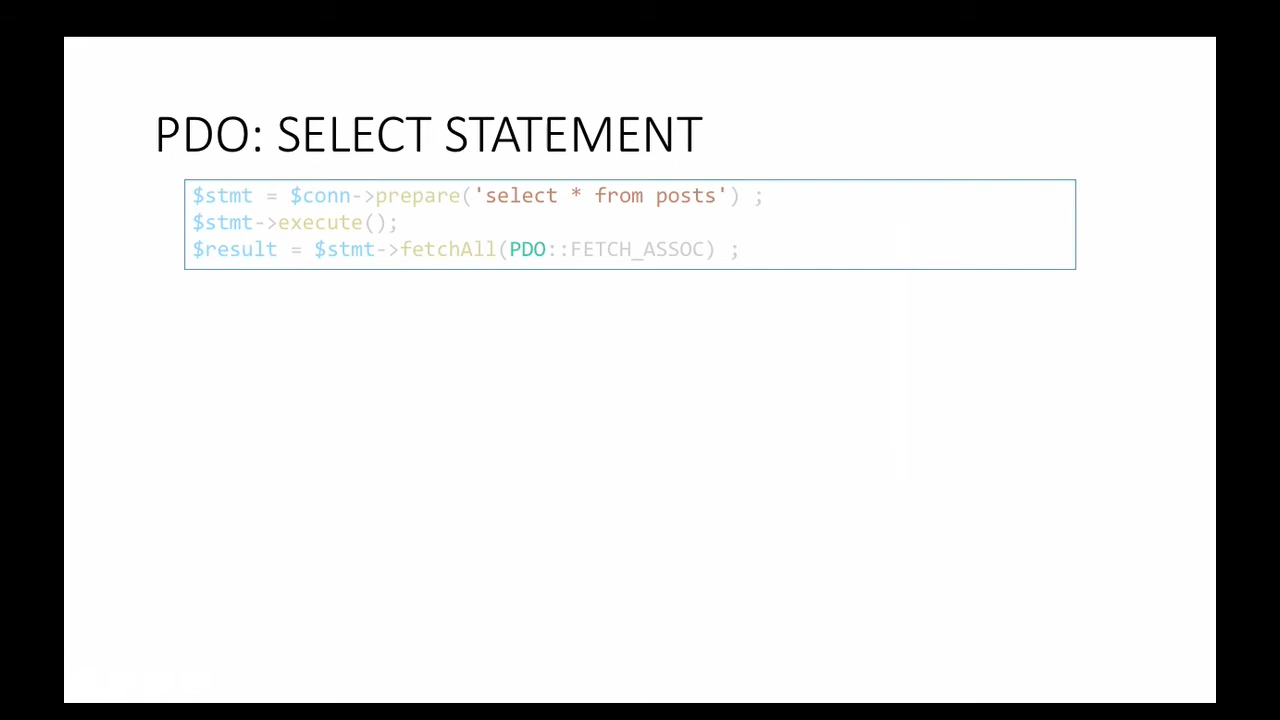 PDO: SELECT STATEMENT
$stmt = $conn->prepare('select * from posts') ;
$stmt->execute();
$result = $stmt->fetchAll(PDO::FETCH_ASSOC) ;